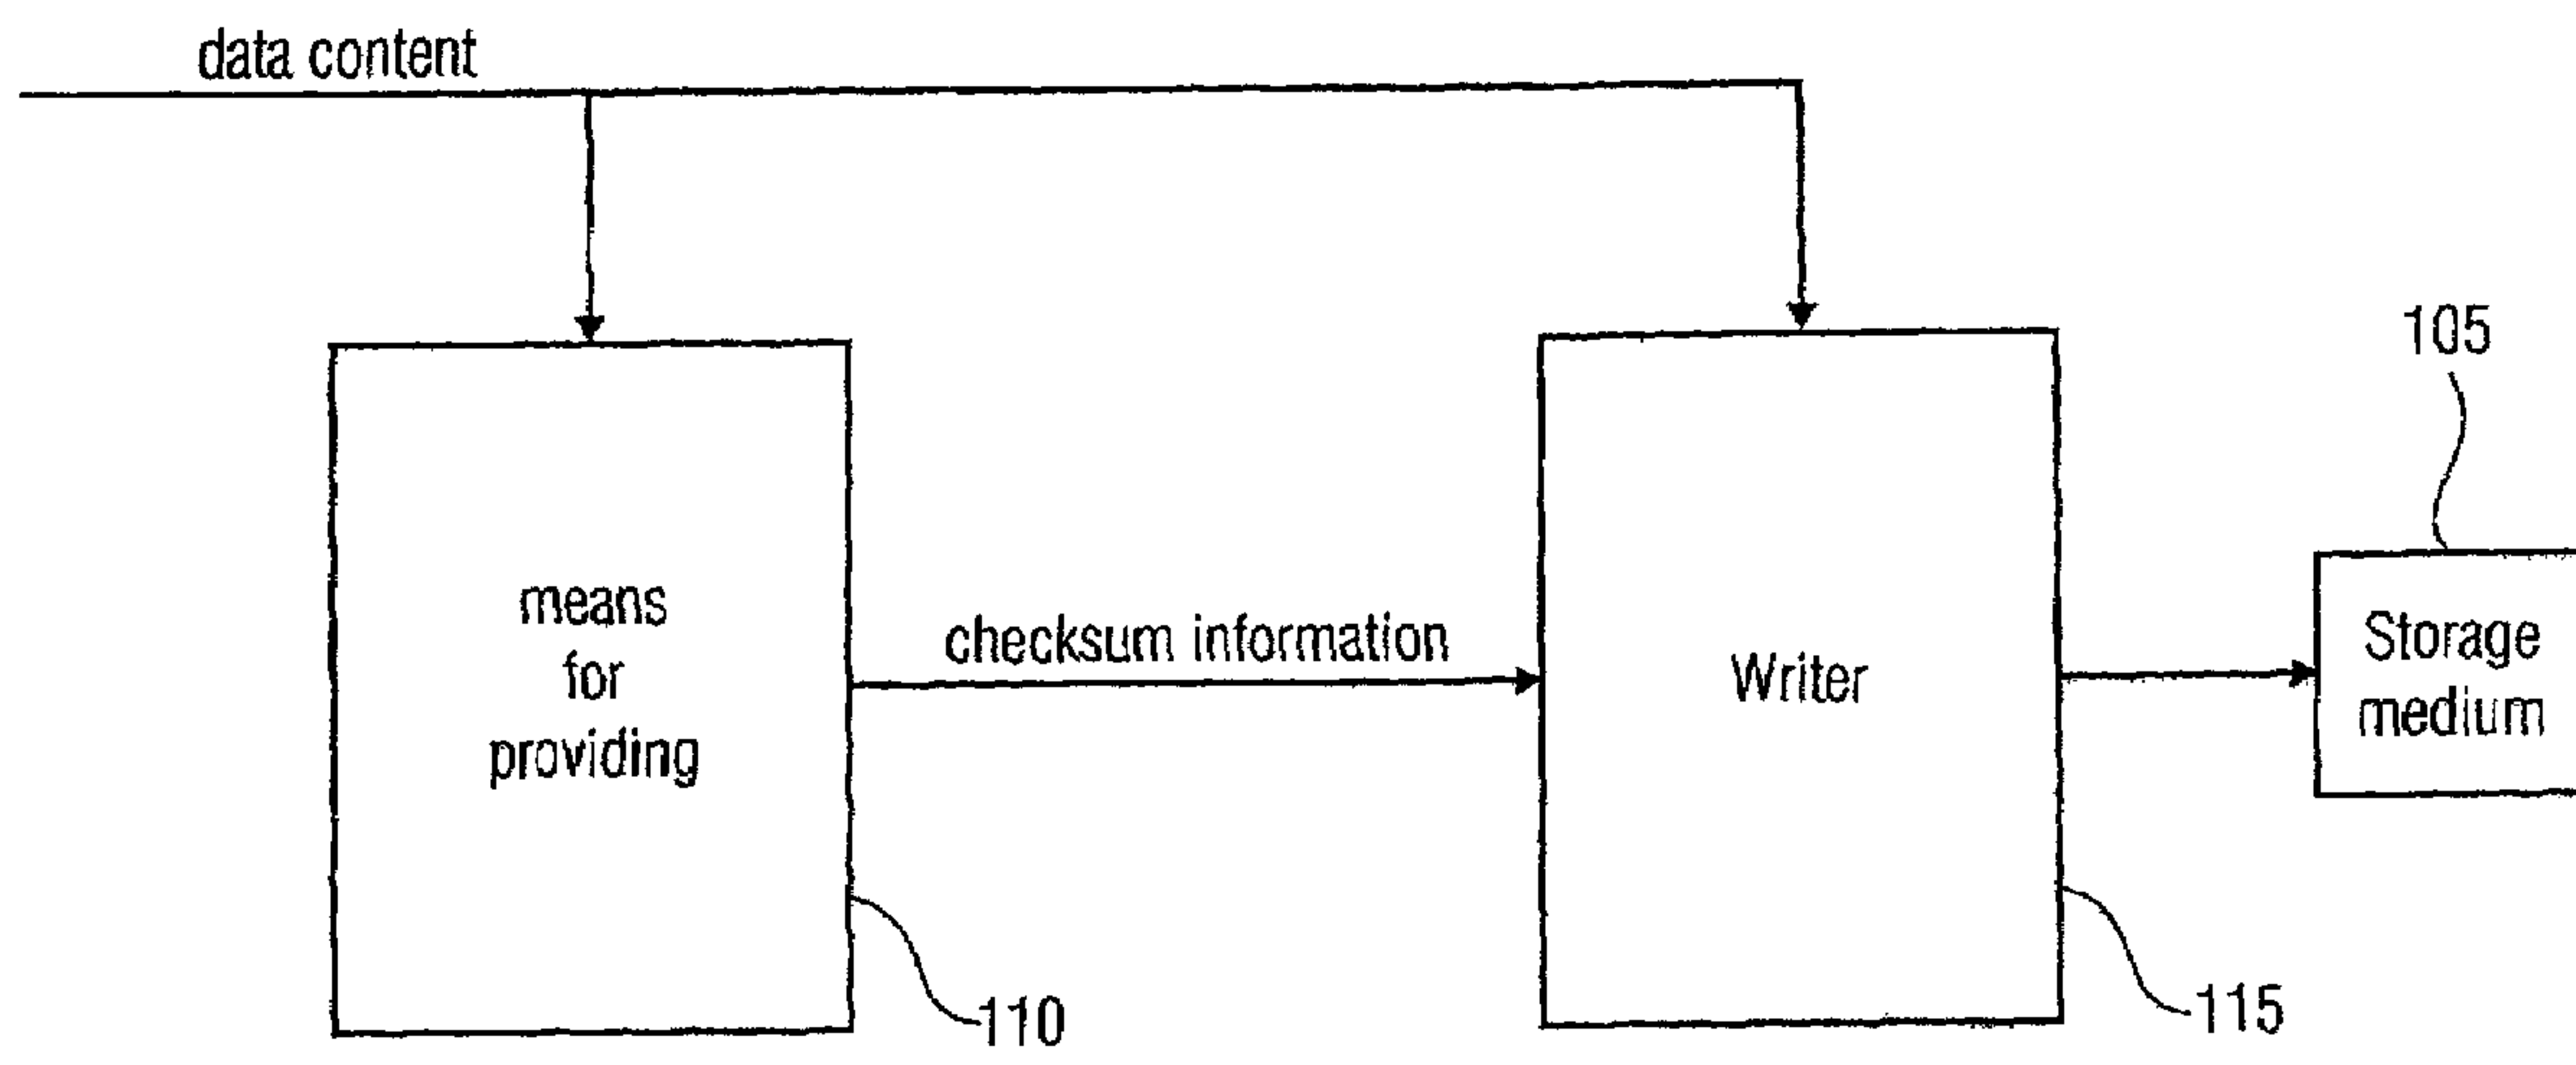 data content
105
means
for
providing
checksum information
Writer
Storage
medium
110
115